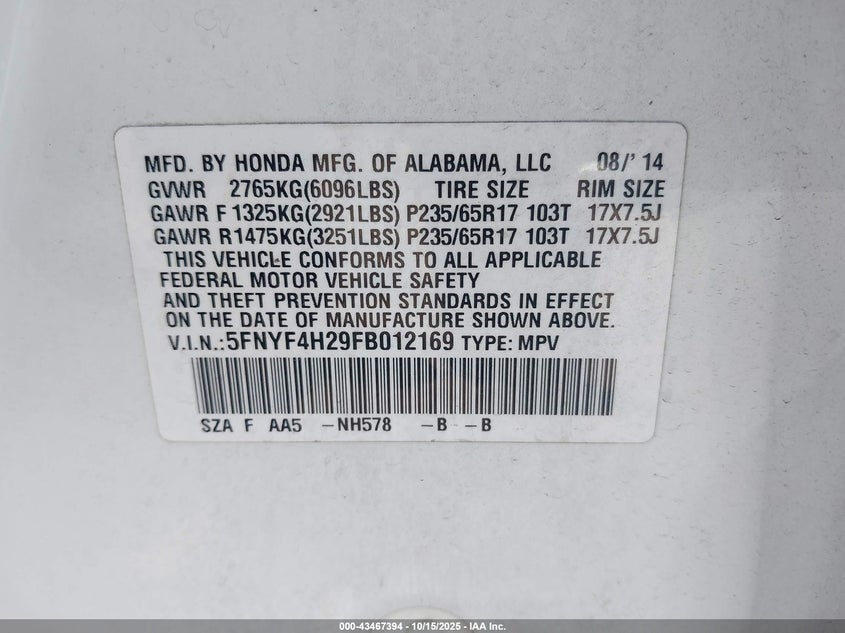 MFD. BY HONDA MFG. OF ALABAMA, LLC 08/' 14
GVWR 2765KG(6096LBS) TIRE SIZE RIM SIZE
GAWR F 1325KG(2921LBS) P235/65R17 103T 17X7.5J
GAWR R1475KG(3251LBS) P235/65R17 103T 17X7.5J
THIS VEHICLE CONFORMS TO ALL APPLICABLE
FEDERAL MOTOR VEHICLE SAFETY
AND THEFT PREVENTION STANDARDS IN EFFECT
ON THE DATE OF MANUFACTURE SHOWN ABOVE.
V.I.N.:5FNYF4H29FB012169 TYPE: MPV
SZA F AA5 -NH578 -B -B
000-43467394 - 10/15/2025 - IAA Inc.